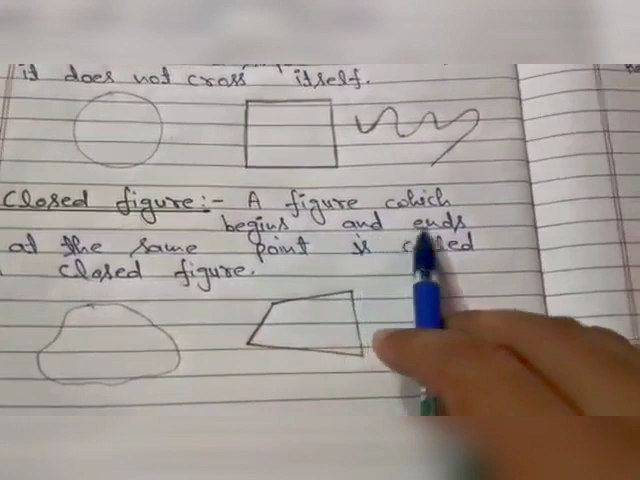 it does not cross itself.
Closed figure:- A figure which
begins and ends
at the same point is called
closed figure.